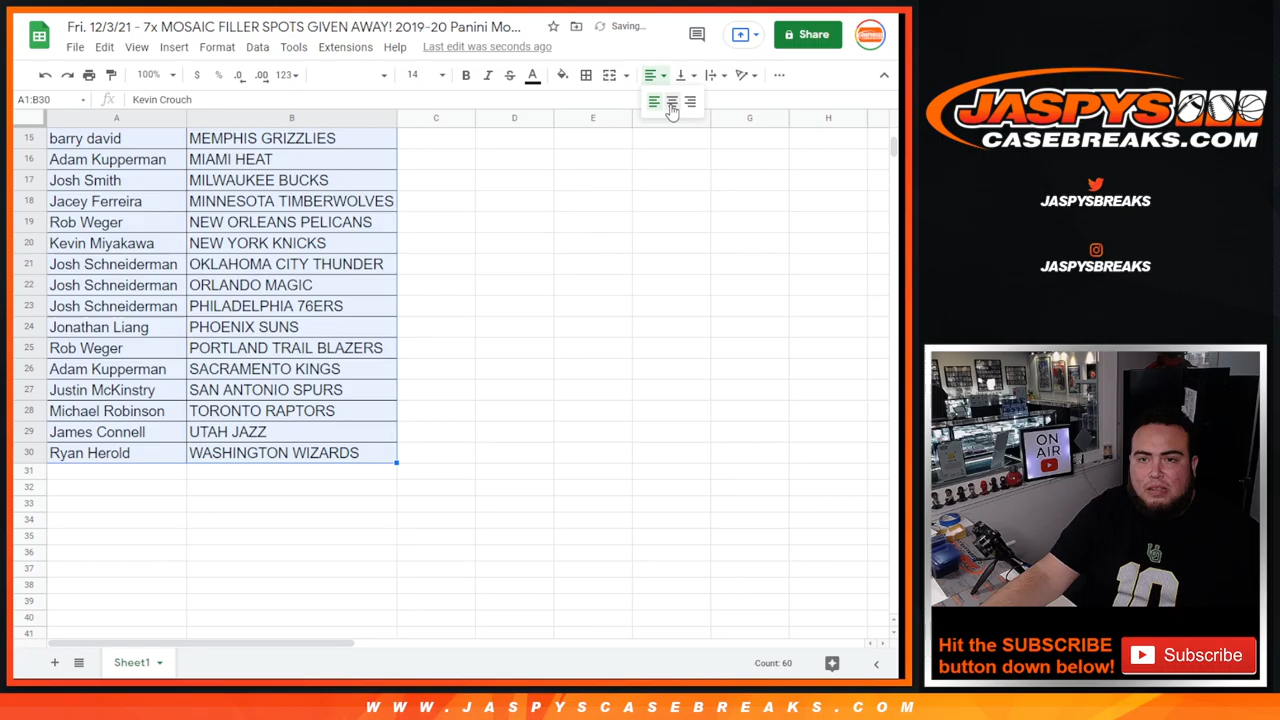 Fri. 12/3/21 - 7x MOSAIC FILLER SPOTS GIVEN AWAY! 2019-20 Panini Mo...
Saving...
Share
File Edit View Insert Format Data Tools Extensions Help Last edit was seconds ago
100% $ % .0 .00 123 14 B I S A
A1:B30 fx Kevin Crouch
A B C D E F G H
15 barry david MEMPHIS GRIZZLIES
16 Adam Kupperman MIAMI HEAT
17 Josh Smith MILWAUKEE BUCKS
18 Jacey Ferreira MINNESOTA TIMBERWOLVES
19 Rob Weger NEW ORLEANS PELICANS
20 Kevin Miyakawa NEW YORK KNICKS
21 Josh Schneiderman OKLAHOMA CITY THUNDER
22 Josh Schneiderman ORLANDO MAGIC
23 Josh Schneiderman PHILADELPHIA 76ERS
24 Jonathan Liang PHOENIX SUNS
25 Rob Weger PORTLAND TRAIL BLAZERS
26 Adam Kupperman SACRAMENTO KINGS
27 Justin McKinstry SAN ANTONIO SPURS
28 Michael Robinson TORONTO RAPTORS
29 James Connell UTAH JAZZ
30 Ryan Herold WASHINGTON WIZARDS
31
32
33
34
35
36
37
38
39
40
41
Sheet1
Count: 60
JASPYS
CASEBREAKS.COM
JASPYSBREAKS
JASPYSBREAKS
ON
AIR
10
Hit the SUBSCRIBE
button down below!
Subscribe
WWW.JASPYSCASEBREAKS.COM